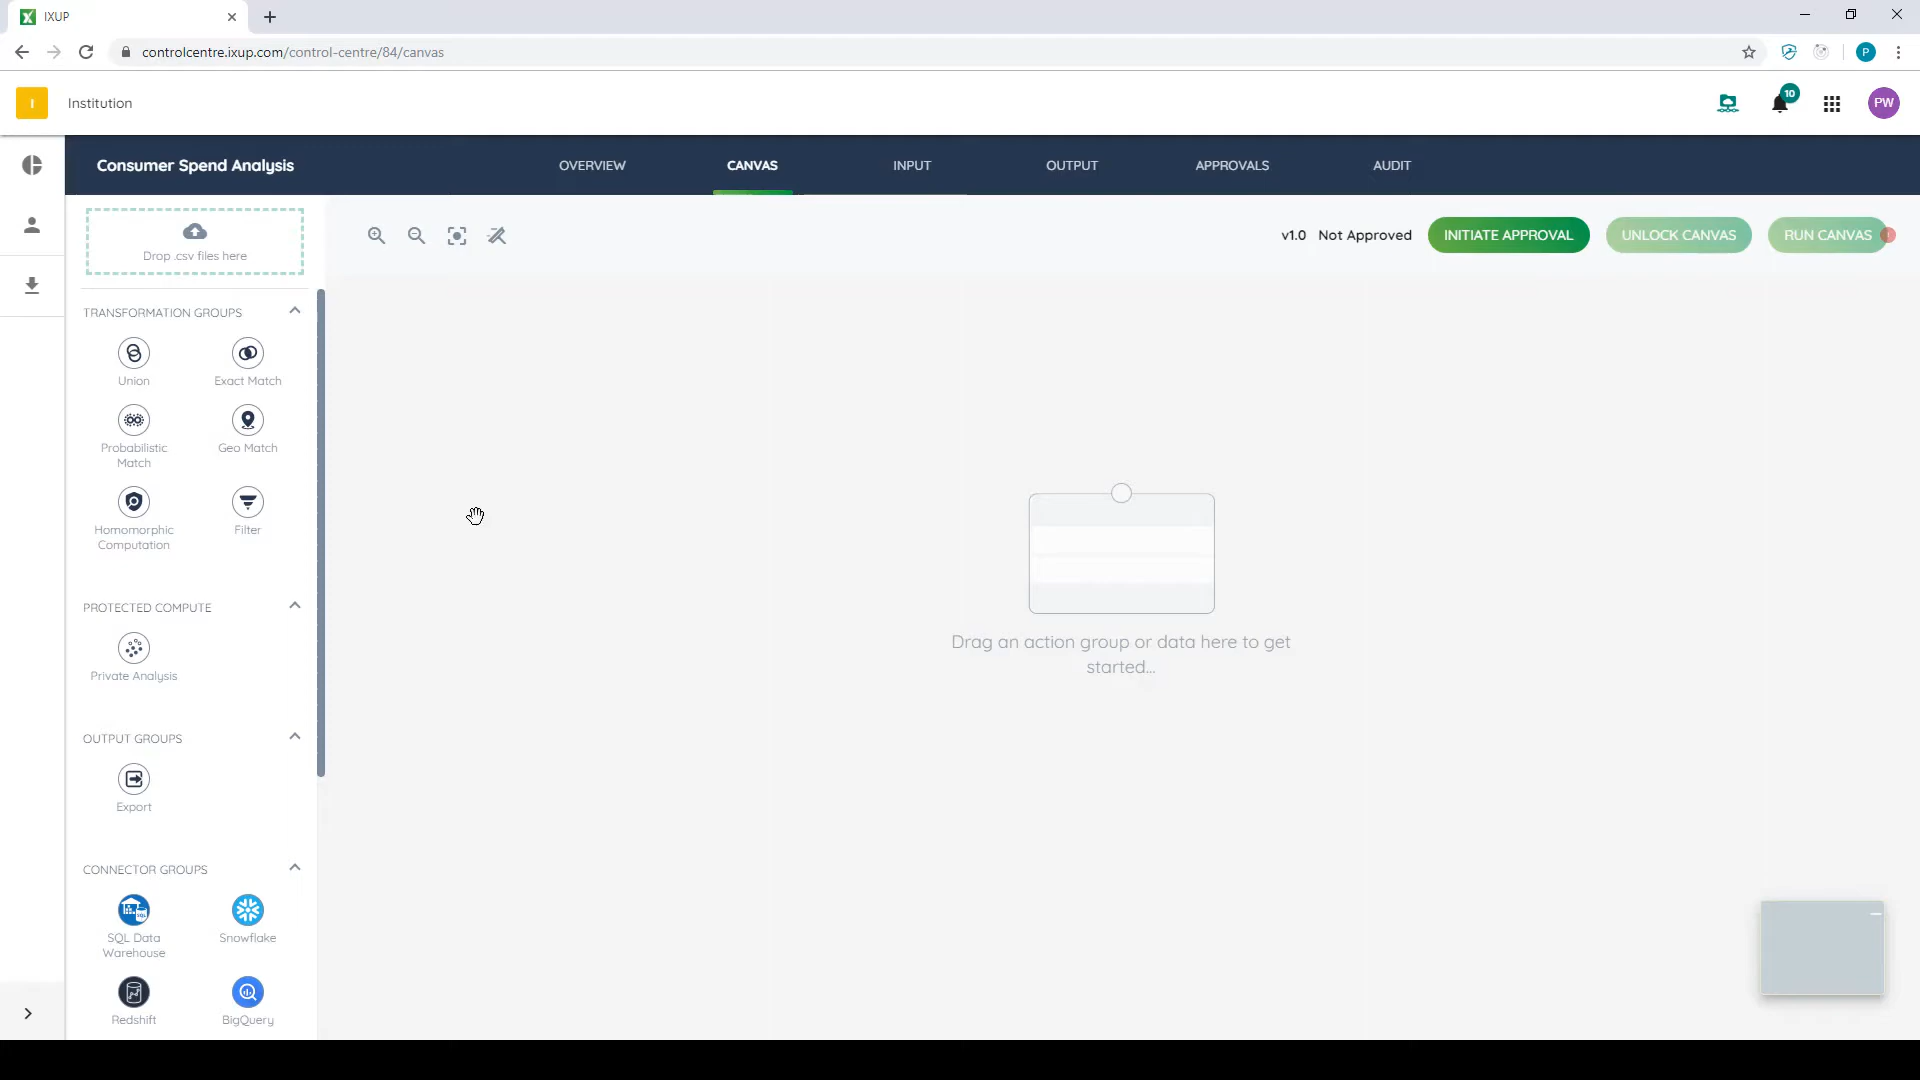 IXUP
controlcentre.ixup.com/control-centre/84/canvas
P
I
Institution
10
PW
Consumer Spend Analysis
OVERVIEW
CANVAS
INPUT
OUTPUT
APPROVALS
AUDIT
Drop .csv files here
v1.0 Not Approved
INITIATE APPROVAL
UNLOCK CANVAS
RUN CANVAS
!
TRANSFORMATION GROUPS
Union
Exact Match
Probabilistic
Match
Geo Match
Homomorphic
Computation
Filter
PROTECTED COMPUTE
Private Analysis
OUTPUT GROUPS
Export
CONNECTOR GROUPS
SQL
SQL Data
Warehouse
Snowflake
Redshift
BigQuery
Drag an action group or data here to get
started...